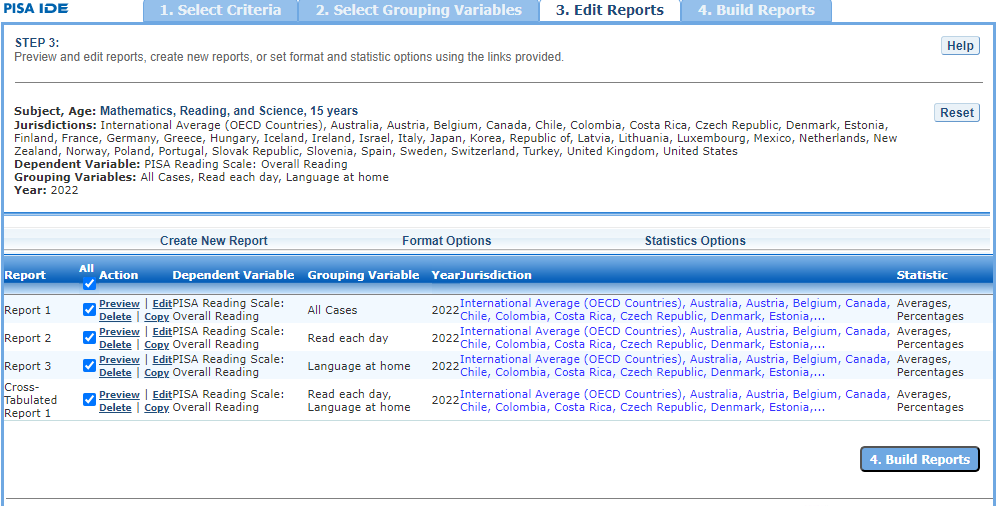 PISA IDE
1. Select Criteria
2. Select Grouping Variables
3. Edit Reports
4. Build Reports
STEP 3:
Help
Preview and edit reports, create new reports, or set format and statistic options using the links provided.
Subject, Age: Mathematics, Reading, and Science, 15 years
Reset
Jurisdictions: International Average (OECD Countries), Australia, Austria, Belgium, Canada, Chile, Colombia, Costa Rica, Czech Republic, Denmark, Estonia,
Finland, France, Germany, Greece, Hungary, Iceland, Ireland, Israel, Italy, Japan, Korea, Republic of, Latvia, Lithuania, Luxembourg, Mexico, Netherlands, New
Zealand, Norway, Poland, Portugal, Slovak Republic, Slovenia, Spain, Sweden, Switzerland, Turkey, United Kingdom, United States
Dependent Variable: PISA Reading Scale: Overall Reading
Grouping Variables: All Cases, Read each day, Language at home
Year: 2022
Create New Report Format Options Statistics Options
Report All Action Dependent Variable Grouping Variable Year Jurisdiction Statistic
Report 1 Preview | Edit PISA Reading Scale: All Cases 2022 International Average (OECD Countries), Australia, Austria, Belgium, Canada, Averages,
Delete | Copy Overall Reading Chile, Colombia, Costa Rica, Czech Republic, Denmark, Estonia,... Percentages
Report 2 Preview | Edit PISA Reading Scale: Read each day 2022 International Average (OECD Countries), Australia, Austria, Belgium, Canada, Averages,
Delete | Copy Overall Reading Chile, Colombia, Costa Rica, Czech Republic, Denmark, Estonia,... Percentages
Report 3 Preview | Edit PISA Reading Scale: Language at home 2022 International Average (OECD Countries), Australia, Austria, Belgium, Canada, Averages,
Delete | Copy Overall Reading Chile, Colombia, Costa Rica, Czech Republic, Denmark, Estonia,... Percentages
Cross-
Tabulated Preview | Edit PISA Reading Scale: Read each day, 2022 International Average (OECD Countries), Australia, Austria, Belgium, Canada, Averages,
Report 1 Delete | Copy Overall Reading Language at home Chile, Colombia, Costa Rica, Czech Republic, Denmark, Estonia,... Percentages
4. Build Reports